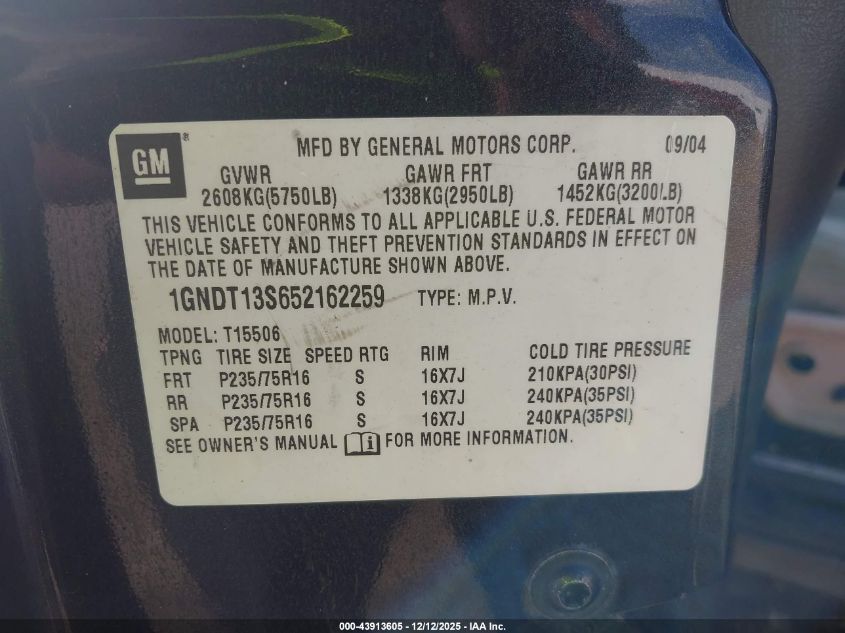 GM ® MFD BY GENERAL MOTORS CORP. 09/04
GVWR GAWR FRT GAWR RR
2608KG(5750LB) 1338KG(2950LB) 1452KG(3200LB)
THIS VEHICLE CONFORMS TO ALL APPLICABLE U.S. FEDERAL MOTOR
VEHICLE SAFETY AND THEFT PREVENTION STANDARDS IN EFFECT ON
THE DATE OF MANUFACTURE SHOWN ABOVE.
1GNDT13S652162259 TYPE: M.P.V.
MODEL: T15506
TPNG TIRE SIZE SPEED RTG RIM COLD TIRE PRESSURE
FRT P235/75R16 S 16X7J 210KPA(30PSI)
RR P235/75R16 S 16X7J 240KPA(35PSI)
SPA P235/75R16 S 16X7J 240KPA(35PSI)
SEE OWNER'S MANUAL i FOR MORE INFORMATION.
000-43913605 - 12/12/2025 - IAA Inc.